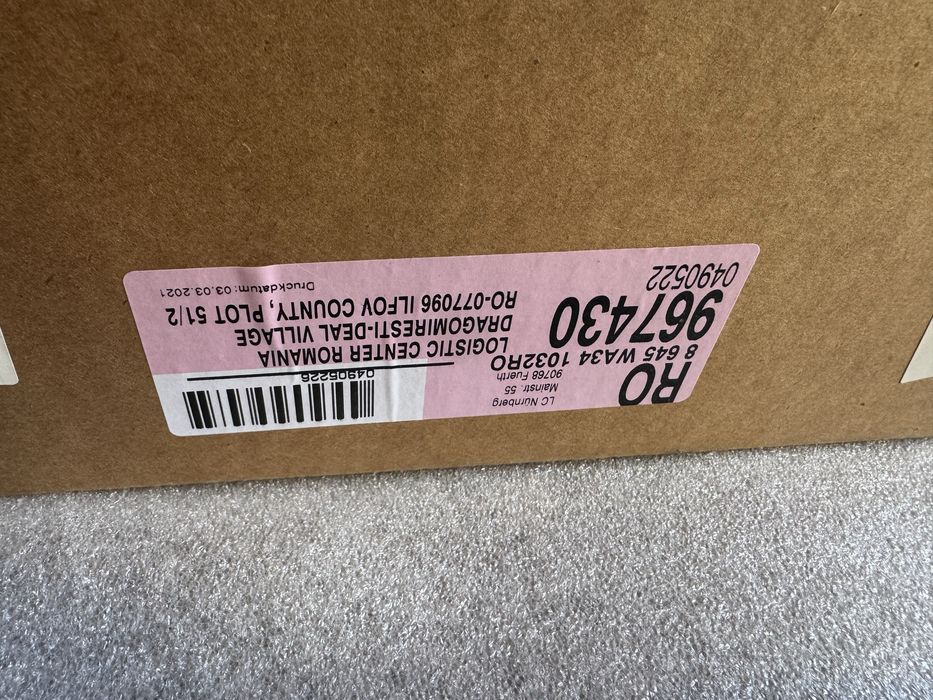 RO
LC Nürnberg
Mainstr. 55
90768 Fuerth
04905226
8 645 WA34 1032RO
967430
0490522
LOGISTIC CENTER ROMANIA
DRAGOMIRESTI-DEAL VILLAGE
RO-077096 ILFOV COUNTY, PLOT 51/2
Druckdatum: 03.03.2021